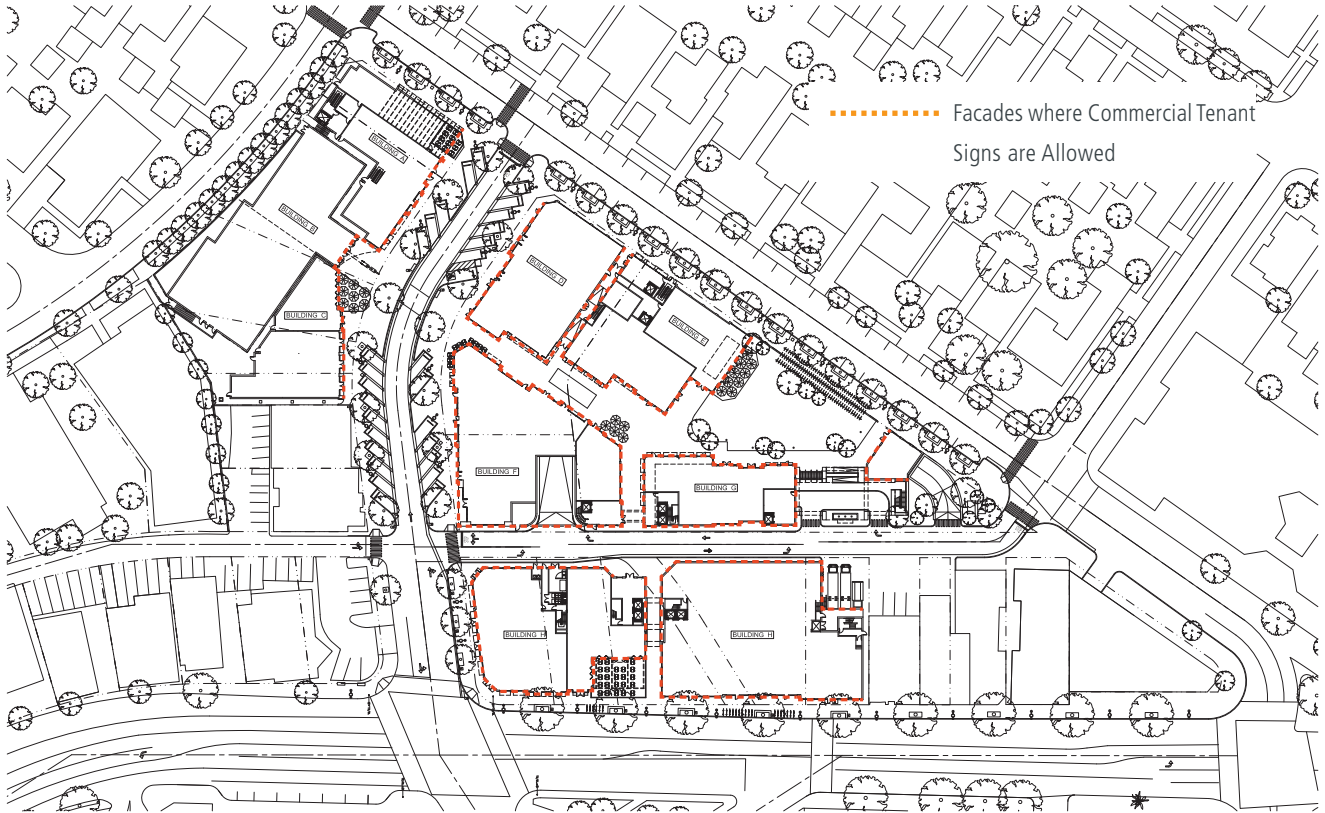 Facades where Commercial Tenant
Signs are Allowed
BUILDING A
BUILDING B
BUILDING C
BUILDING D
BUILDING E
BUILDING F
BUILDING G
BUILDING H
BUILDING H